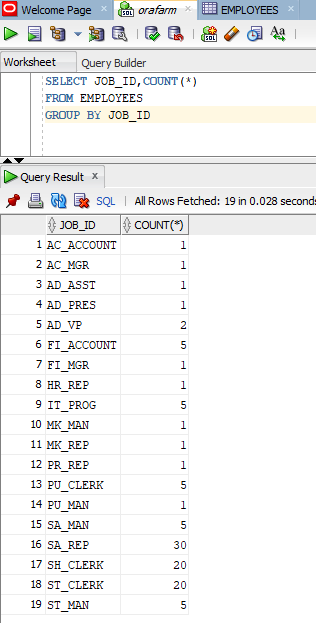 Welcome Page orafarm EMPLOYEES
Worksheet Query Builder
SELECT JOB_ID,COUNT(*)
FROM EMPLOYEES
GROUP BY JOB_ID
Query Result
SQL All Rows Fetched: 19 in 0.028 seconds
JOB_ID COUNT(*)
1 AC_ACCOUNT 1
2 AC_MGR 1
3 AD_ASST 1
4 AD_PRES 1
5 AD_VP 2
6 FI_ACCOUNT 5
7 FI_MGR 1
8 HR_REP 1
9 IT_PROG 5
10 MK_MAN 1
11 MK_REP 1
12 PR_REP 1
13 PU_CLERK 5
14 PU_MAN 1
15 SA_MAN 5
16 SA_REP 30
17 SH_CLERK 20
18 ST_CLERK 20
19 ST_MAN 5